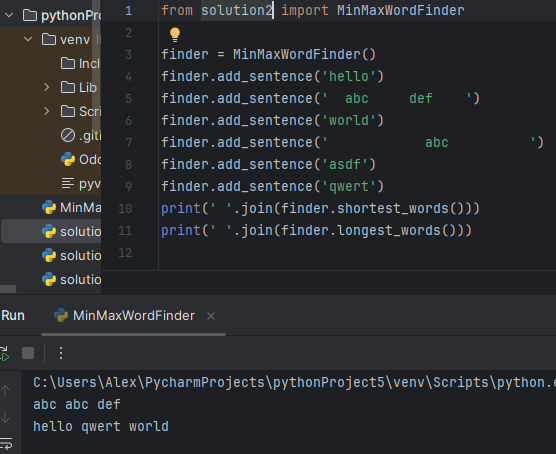 pythonProj
venv li
Incl
Lib
Scri
.giti
Odd
pyv
MinMa
solutio
solutio
solutio
1 from solution2 import MinMaxWordFinder
2
3 finder = MinMaxWordFinder()
4 finder.add_sentence('hello')
5 finder.add_sentence('  abc     def    ')
6 finder.add_sentence('world')
7 finder.add_sentence('            abc          ')
8 finder.add_sentence('asdf')
9 finder.add_sentence('qwert')
10 print(' '.join(finder.shortest_words()))
11 print(' '.join(finder.longest_words()))
12
Run MinMaxWordFinder ×
C:\Users\Alex\PycharmProjects\pythonProject5\venv\Scripts\python.e
abc abc def
hello qwert world